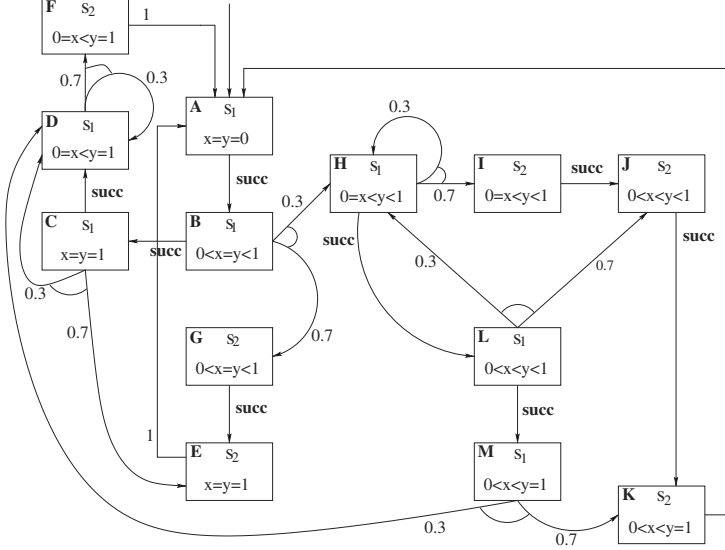 F S₂
0=x<y=1
1
0.7
0.3
D S₁
0=x<y=1
A S₁
x=y=0
succ
succ
C S₁
x=y=1
B S₁
0<x=y<1
succ
0.3
0.7
0.3
0.7
G S₂
0<x=y<1
succ
E S₂
x=y=1
1
0.3
H S₁
0=x<y<1
0.7
I S₂
0=x<y<1
succ
J S₂
0<x<y<1
succ
succ
0.3
0.7
L S₁
0<x<y<1
succ
M S₁
0<x<y=1
0.3
0.7
K S₂
0<x<y=1